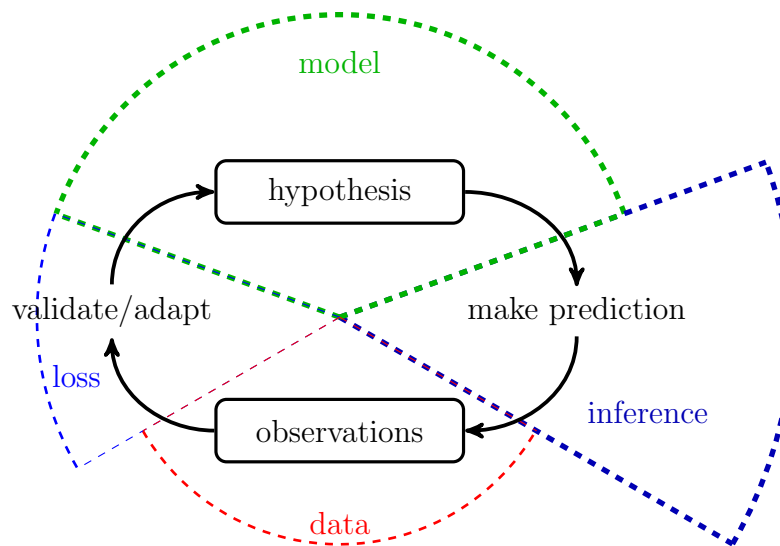 model
hypothesis
validate/adapt
make prediction
loss
inference
observations
data